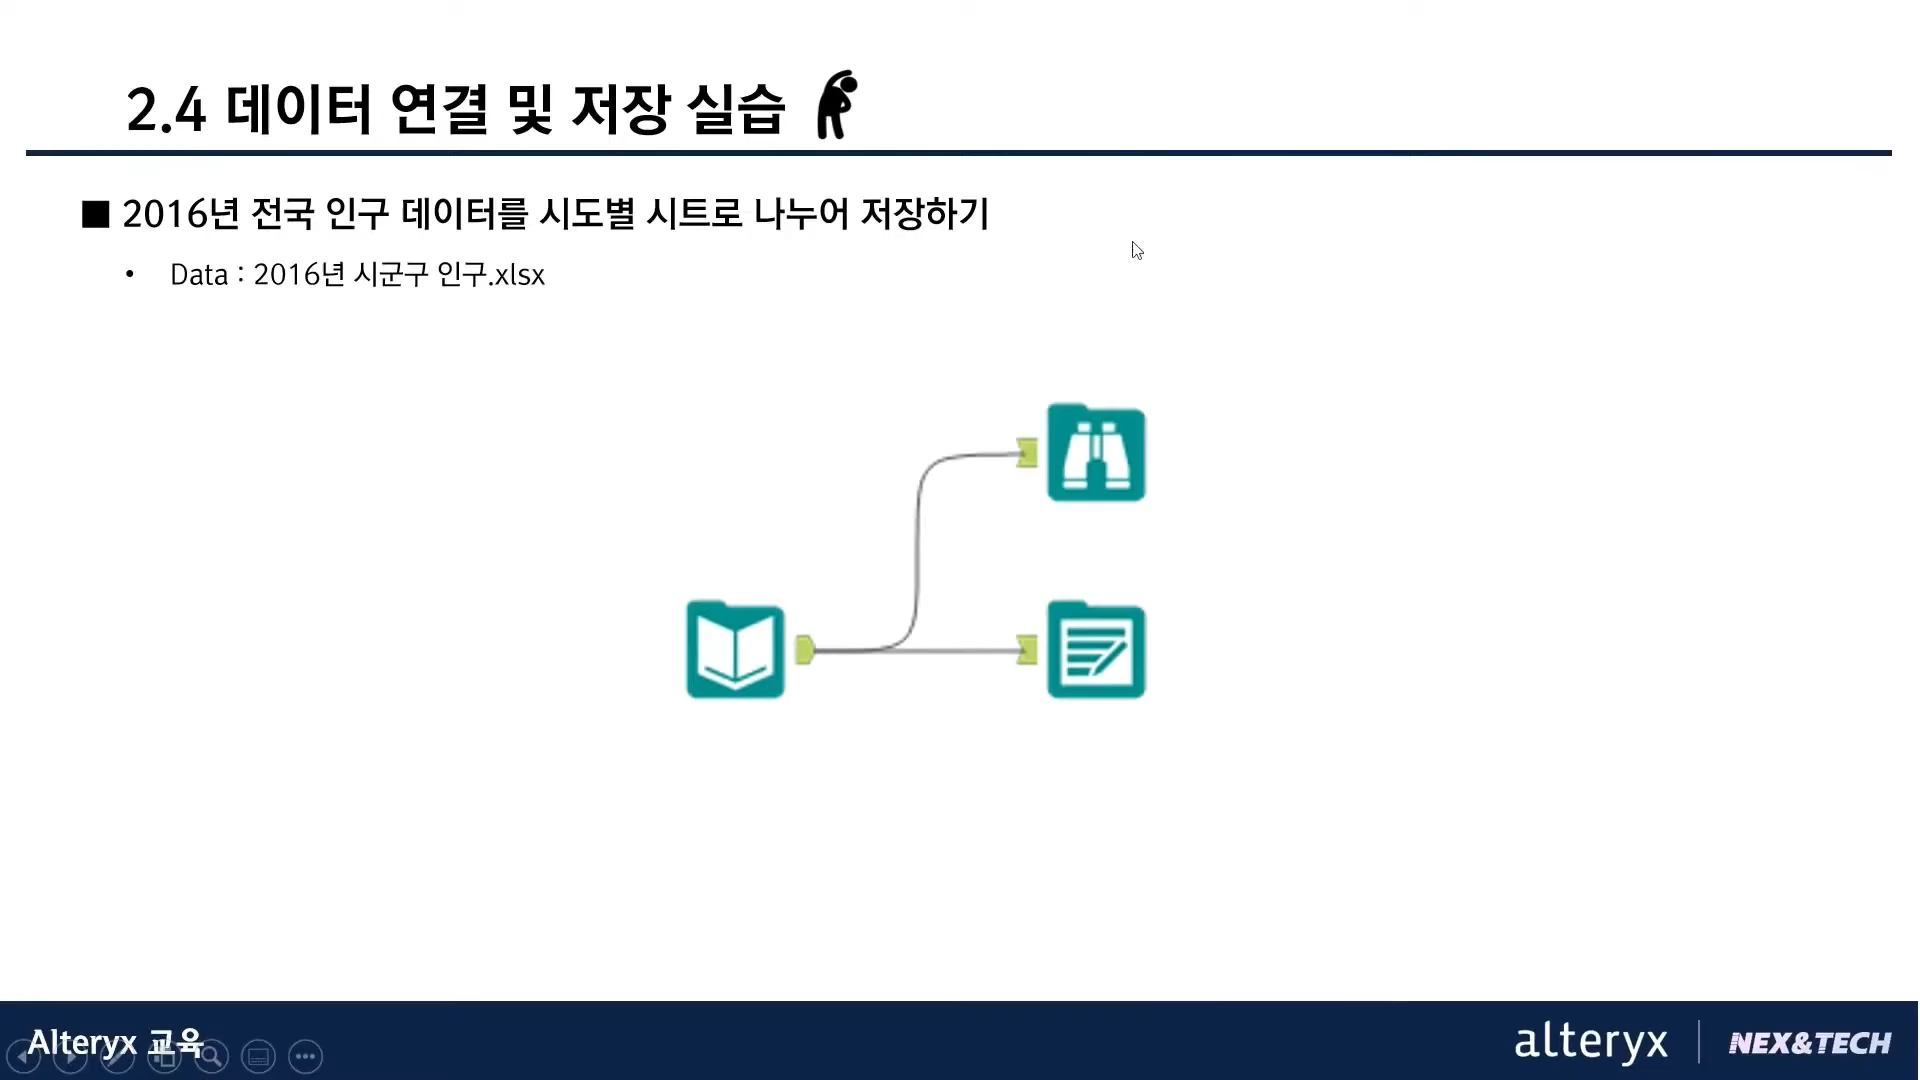 2.4 데이터 연결 및 저장 실습
■ 2016년 전국 인구 데이터를 시도별 시트로 나누어 저장하기
• Data : 2016년 시군구 인구.xlsx
Alteryx 교육
alteryx
NEX&TECH